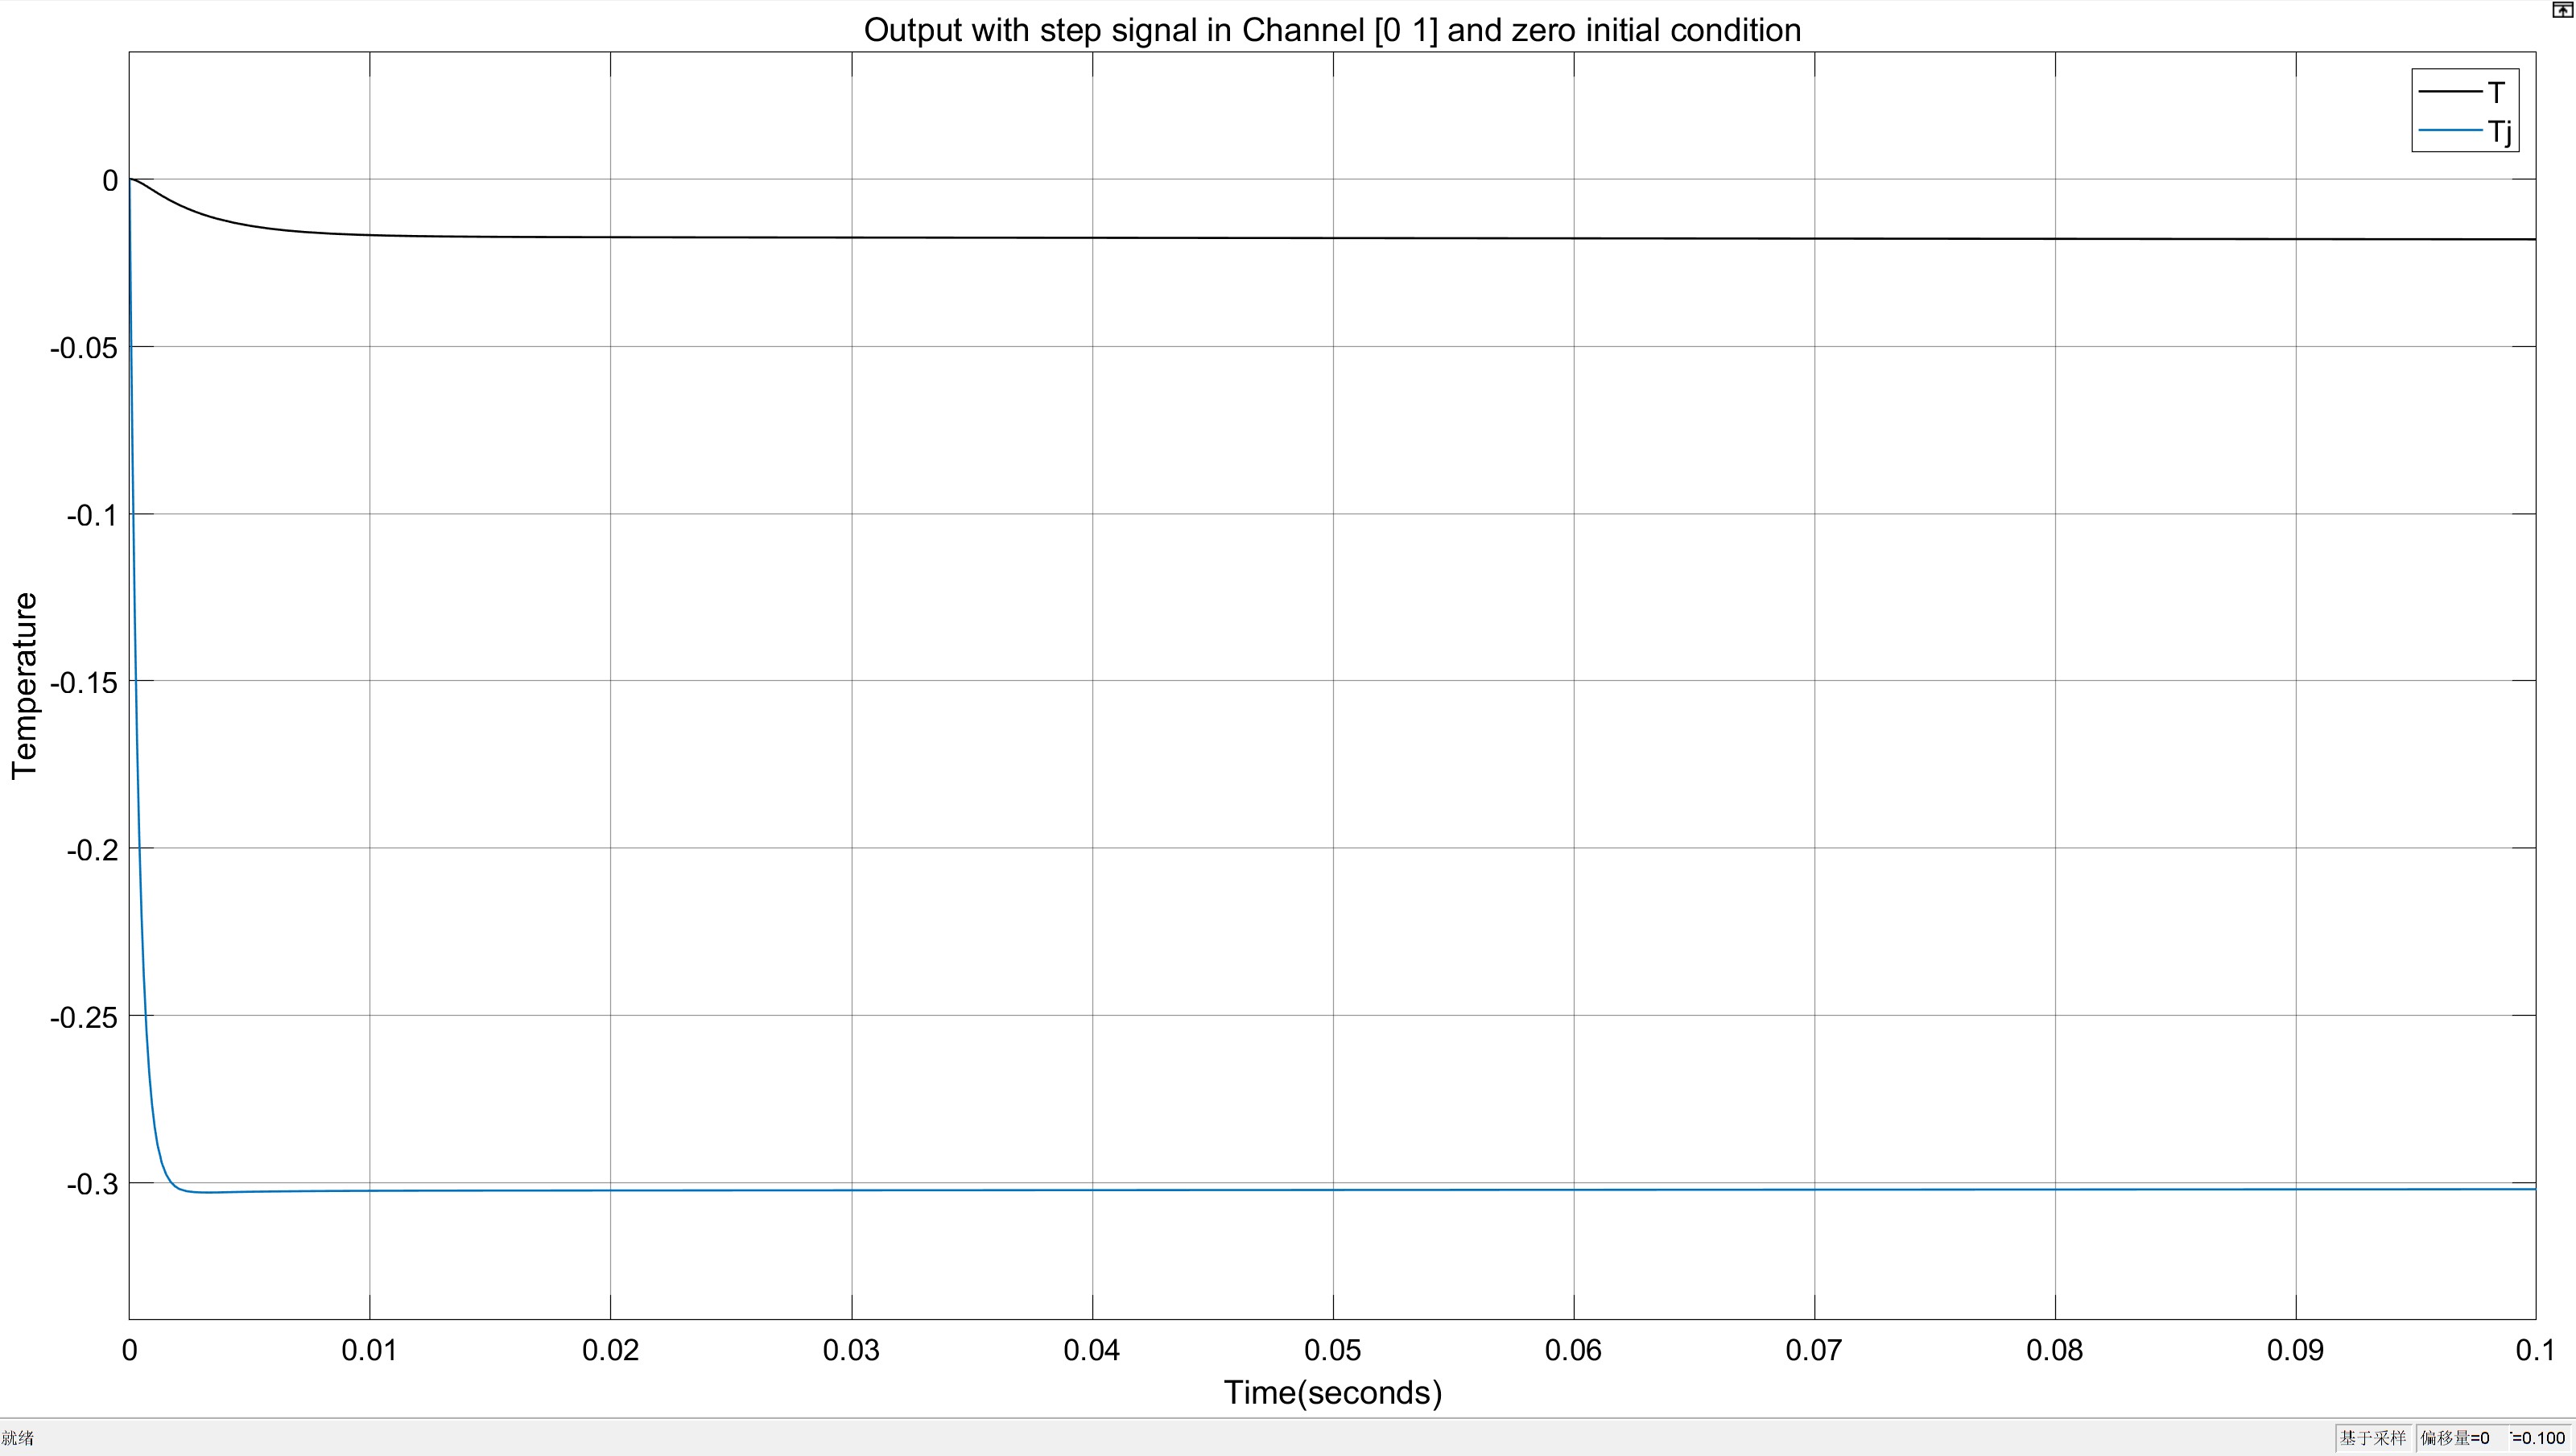 Output with step signal in Channel [0 1] and zero initial condition
T
Tj
0
-0.05
-0.1
-0.15
-0.2
-0.25
-0.3
Temperature
0 0.01 0.02 0.03 0.04 0.05 0.06 0.07 0.08 0.09 0.1
Time(seconds)
就绪 基于采样 偏移量=0 =0.100